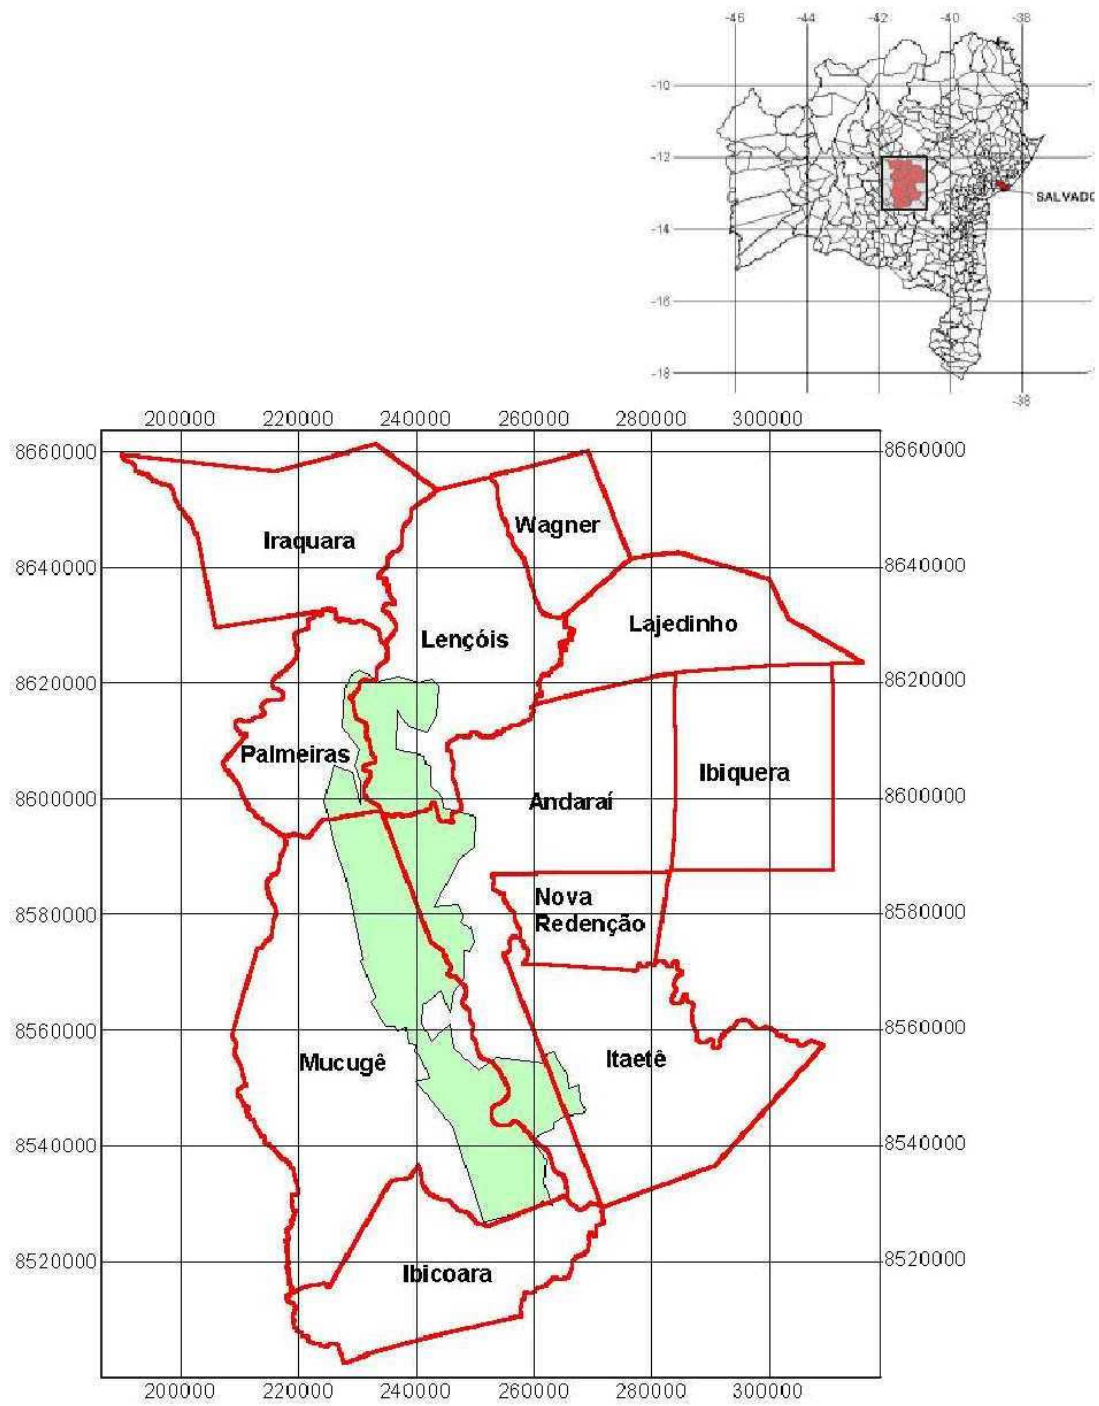 -46 -44 -42 -40 -38
-10
-12
SALVADO
-14
-16
-18
-38
200000 220000 240000 260000 280000 300000
8660000 8660000
Wagner
Iraquara
8640000 8640000
Lajedinho
Lençóis
8620000 8620000
Palmeiras
Ibiquera
8600000 Andaraí 8600000
Nova
Redenção
8580000 8580000
8560000 8560000
Mucugê Itaetê
8540000 8540000
8520000 8520000
Ibicoara
200000 220000 240000 260000 280000 300000